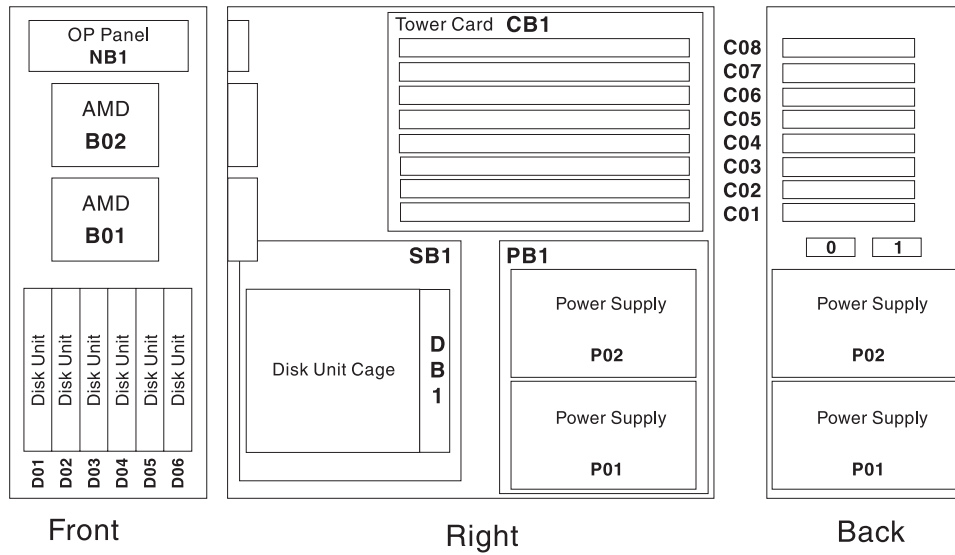 OP Panel
NB1
AMD
B02
AMD
B01
Disk Unit
Disk Unit
Disk Unit
Disk Unit
Disk Unit
Disk Unit
D01
D02
D03
D04
D05
D06
Front
Tower Card CB1
SB1
Disk Unit Cage
D
B
1
PB1
Power Supply
P02
Power Supply
P01
Right
C08
C07
C06
C05
C04
C03
C02
C01
0
1
Power Supply
P02
Power Supply
P01
Back